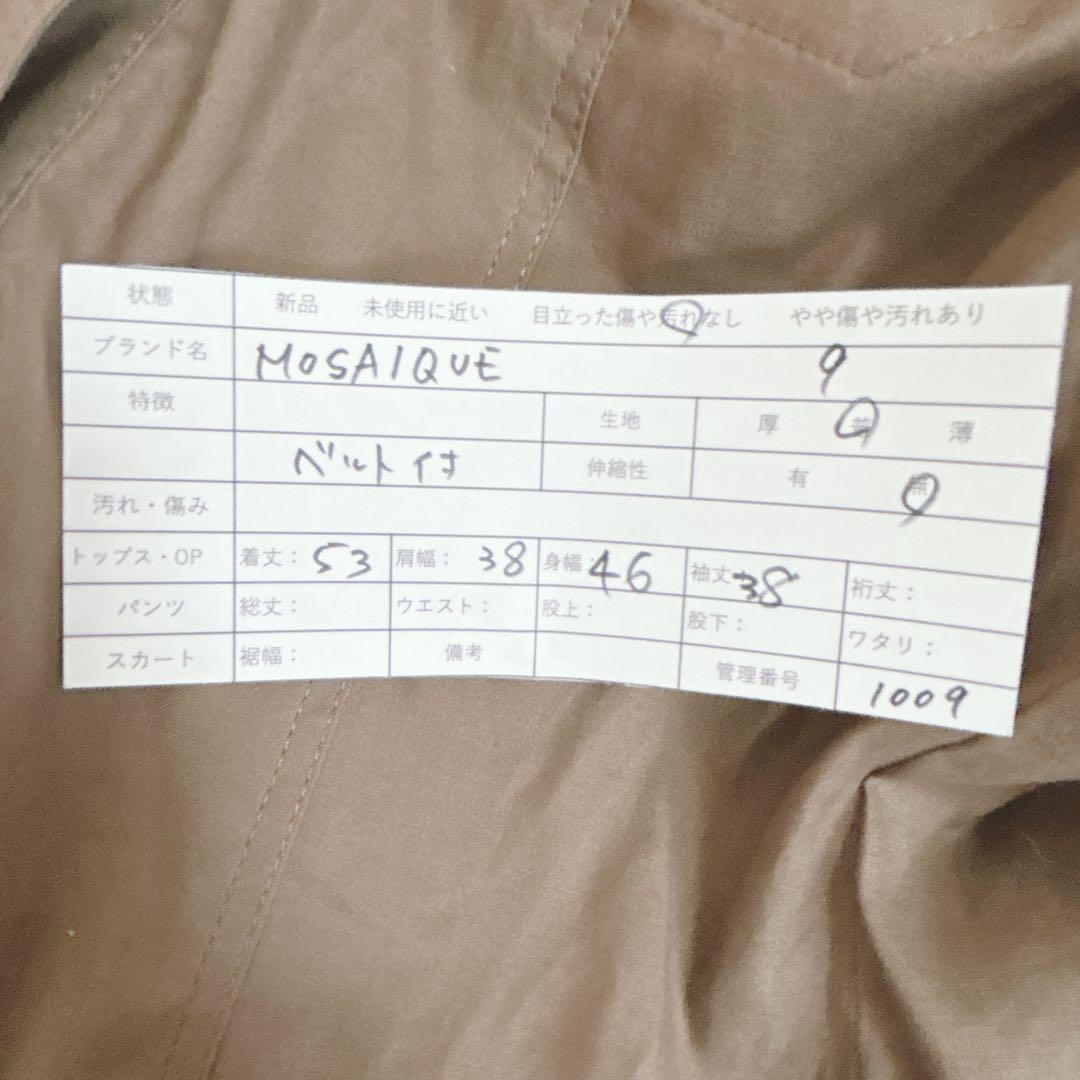 状態 新品 未使用に近い 目立った傷や汚れなし やや傷や汚れあり
ブランド名 MOSAIQUE 9
特徴 生地 厚 普 薄
ベルト付 伸縮性 有 無
汚れ・傷み
トップス・OP 着丈: 53 肩幅: 38 身幅: 46 袖丈: 38 裄丈:
パンツ 総丈: ウエスト: 股上: 股下: ワタリ:
スカート 裾幅: 備考 管理番号 1009